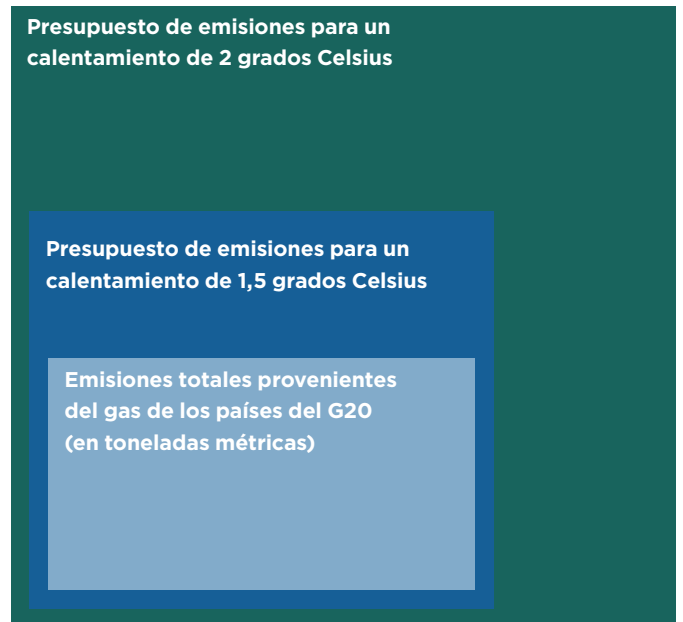 Presupuesto de emisiones para un
calentamiento de 2 grados Celsius
Presupuesto de emisiones para un
calentamiento de 1,5 grados Celsius
Emisiones totales provenientes
del gas de los países del G20
(en toneladas métricas)